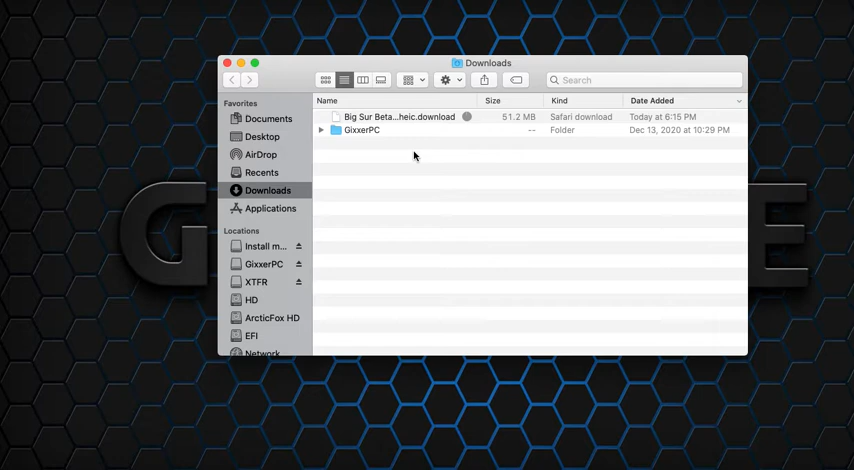 Downloads
Search
Favorites
Documents
Desktop
AirDrop
Recents
Downloads
Applications
Locations
Install m...
GixxerPC
XTFR
HD
ArcticFox HD
EFI
Network
Name Size Kind Date Added
Big Sur Beta...heic.download 51.2 MB Safari download Today at 6:15 PM
GixxerPC -- Folder Dec 13, 2020 at 10:29 PM
G E